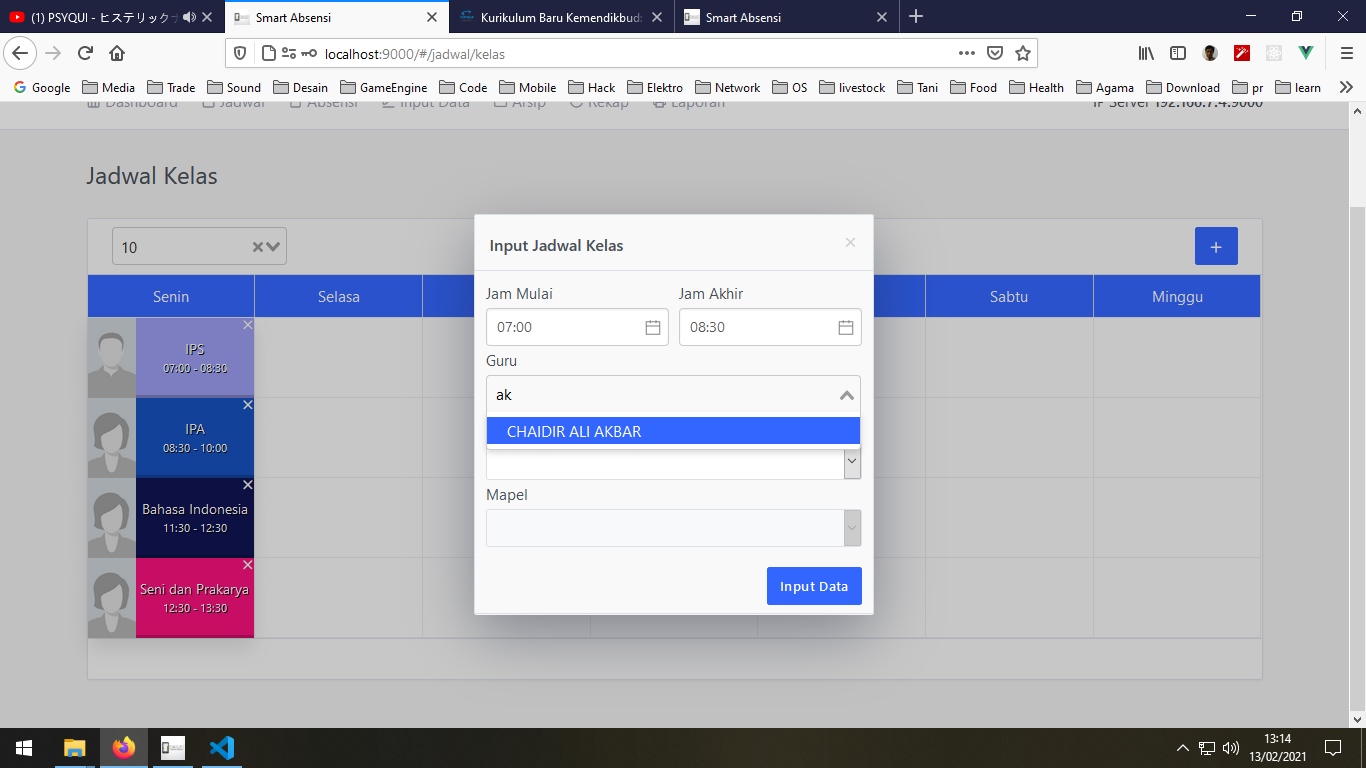 (1) PSYQUI - ヒステリックナ
Smart Absensi
Kurikulum Baru Kemendikbud
Smart Absensi
localhost:9000/#/jadwal/kelas
Google Media Trade Sound Desain GameEngine Code Mobile Hack Elektro Network OS livestock Tani Food Health Agama Download pr learn
Dashboard Jadwal Absensi Input Data Arsip Rekap Laporan IP Server 192.168.7.4:9000
Jadwal Kelas
10
+
Senin Selasa Sabtu Minggu
IPS
07:00 - 08:30
IPA
08:30 - 10:00
Bahasa Indonesia
11:30 - 12:30
Seni dan Prakarya
12:30 - 13:30
Input Jadwal Kelas
Jam Mulai Jam Akhir
07:00 08:30
Guru
ak
CHAIDIR ALI AKBAR
Mapel
Input Data
13:14
13/02/2021